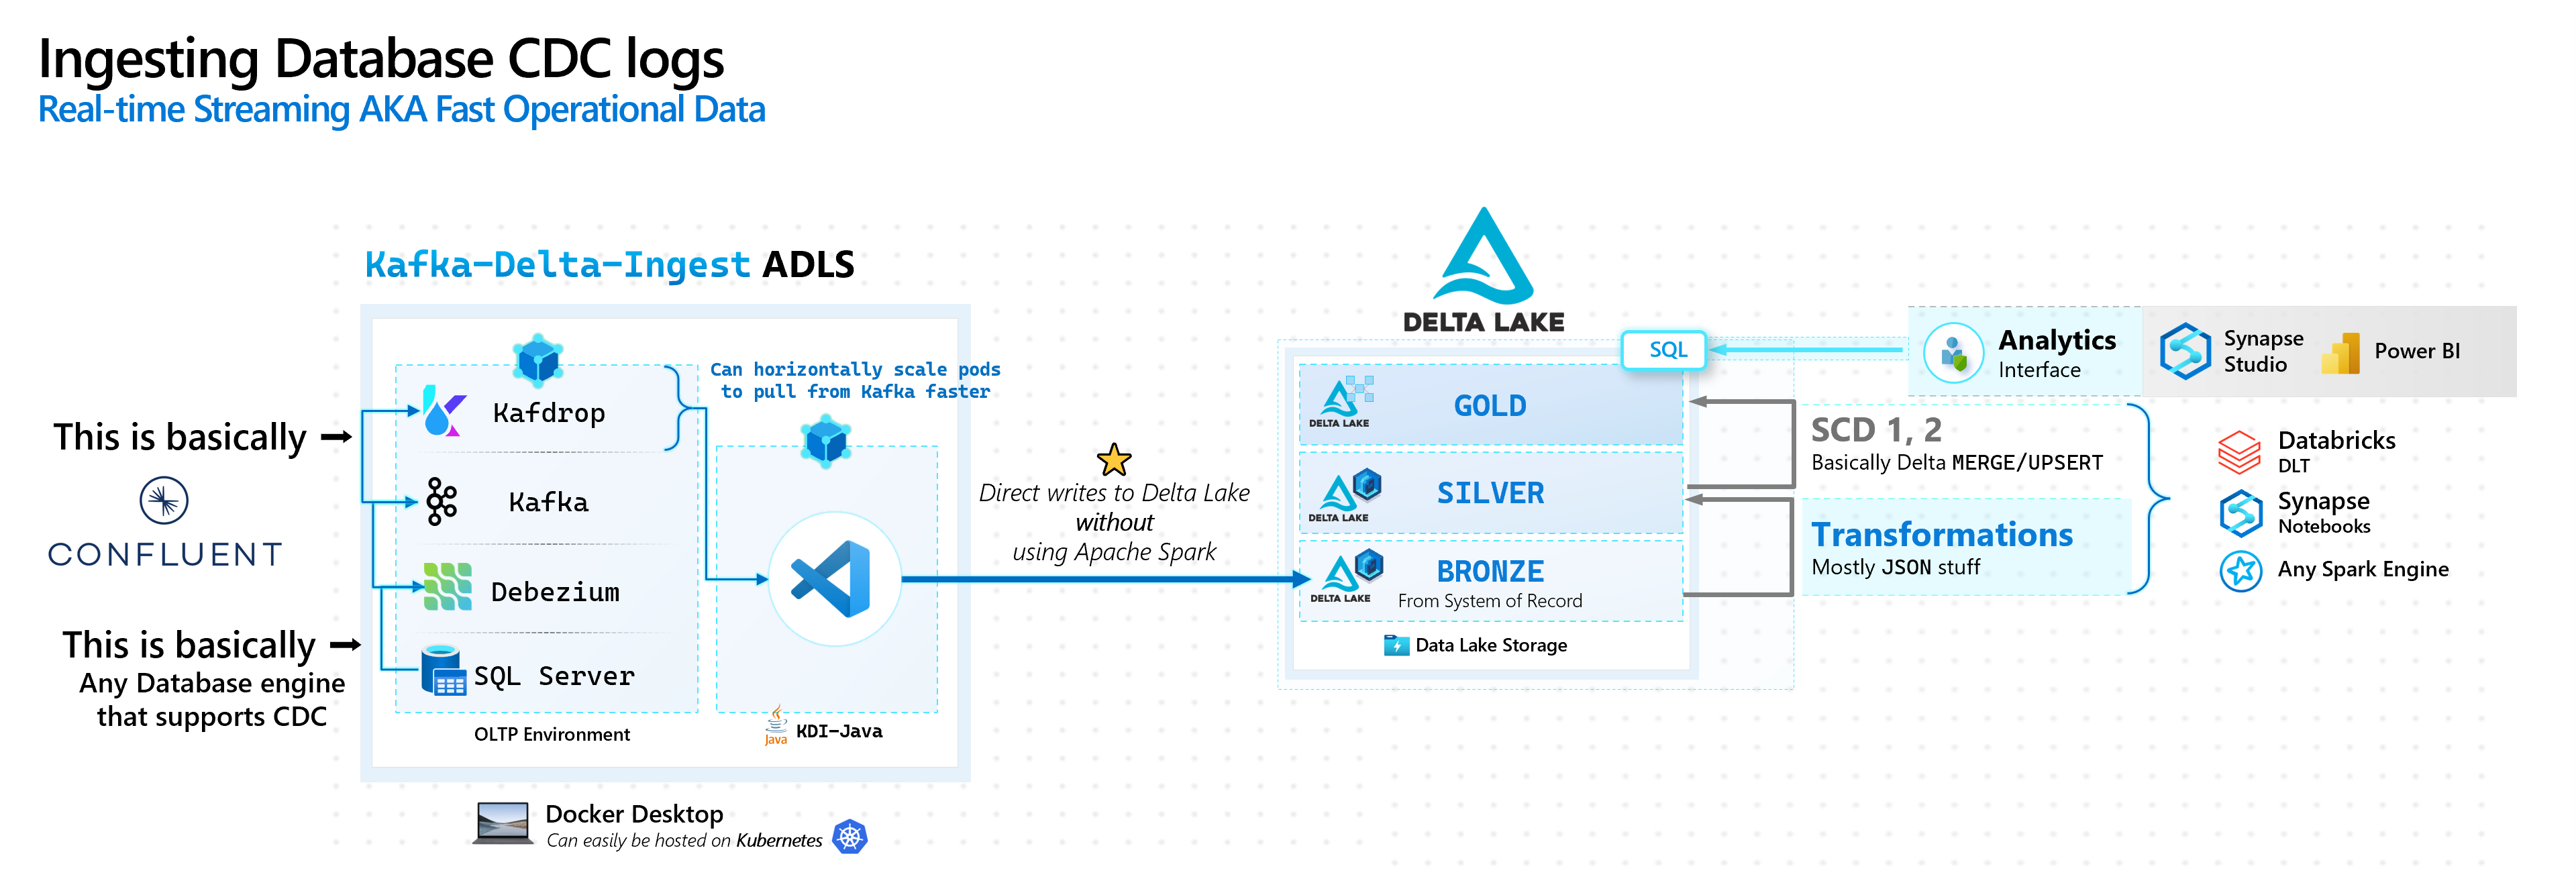 Ingesting Database CDC logs
Real-time Streaming AKA Fast Operational Data
Kafka-Delta-Ingest ADLS
This is basically
CONFLUENT
This is basically
Any Database engine
that supports CDC
Kafdrop
Kafka
Debezium
SQL Server
OLTP Environment
Can horizontally scale pods
to pull from Kafka faster
Java
KDI-Java
Docker Desktop
Can easily be hosted on Kubernetes
Direct writes to Delta Lake
without
using Apache Spark
DELTA LAKE
SQL
DELTA LAKE
GOLD
DELTA LAKE
SILVER
DELTA LAKE
BRONZE
From System of Record
Data Lake Storage
Analytics
Interface
Synapse
Studio
Power BI
SCD 1, 2
Basically Delta MERGE/UPSERT
Transformations
Mostly JSON stuff
Databricks
DLT
Synapse
Notebooks
Any Spark Engine